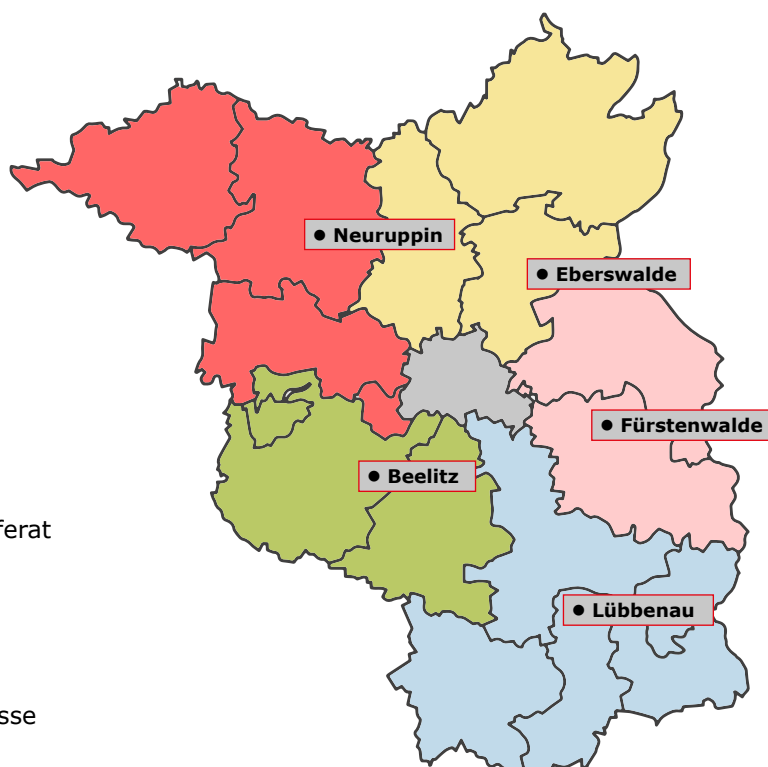 ● Neuruppin
● Eberswalde
● Fürstenwalde
● Beelitz
ferat
● Lübbenau
sse